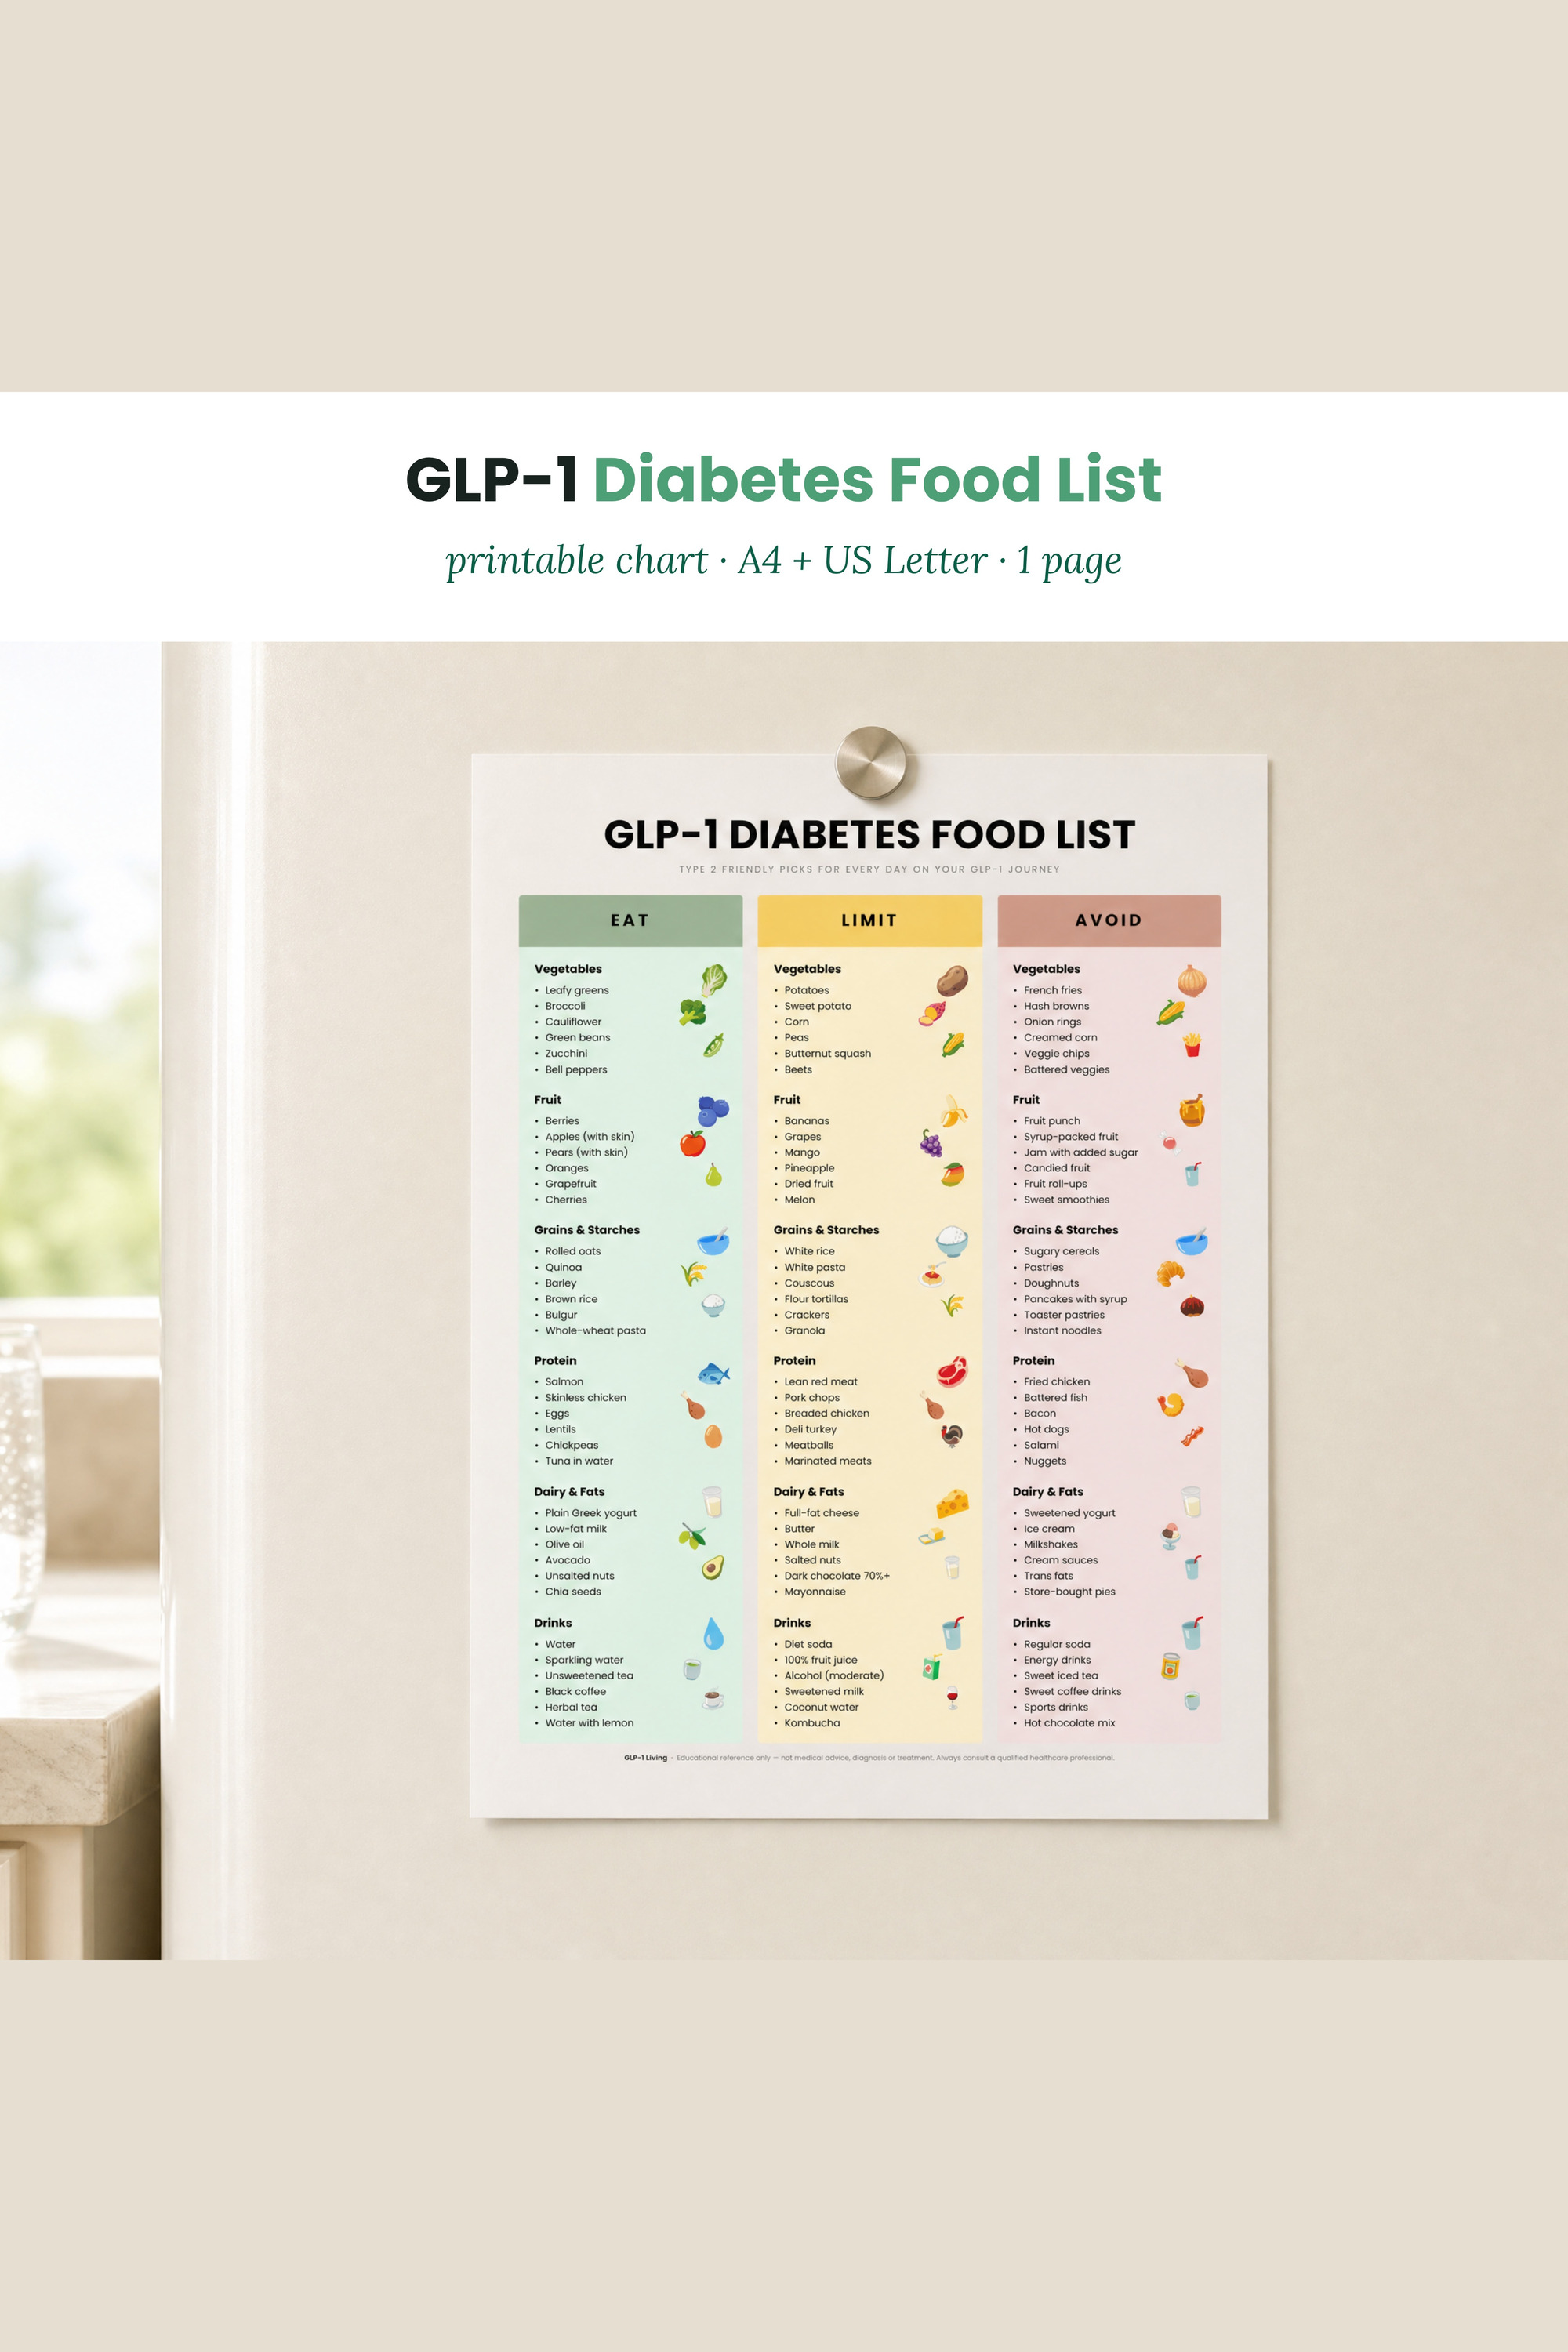 GLP-1 Diabetes Food List
printable chart · A4 + US Letter · 1 page
GLP-1 DIABETES FOOD LIST
TYPE 2 FRIENDLY PICKS FOR EVERY DAY ON YOUR GLP-1 JOURNEY
EAT
Vegetables
• Leafy greens
• Broccoli
• Cauliflower
• Green beans
• Zucchini
• Bell peppers
Fruit
• Berries
• Apples (with skin)
• Pears (with skin)
• Oranges
• Grapefruit
• Cherries
Grains & Starches
• Rolled oats
• Quinoa
• Barley
• Brown rice
• Bulgur
• Whole-wheat pasta
Protein
• Salmon
• Skinless chicken
• Eggs
• Lentils
• Chickpeas
• Tuna in water
Dairy & Fats
• Plain Greek yogurt
• Low-fat milk
• Olive oil
• Avocado
• Unsalted nuts
• Chia seeds
Drinks
• Water
• Sparkling water
• Unsweetened tea
• Black coffee
• Herbal tea
• Water with lemon
LIMIT
Vegetables
• Potatoes
• Sweet potato
• Corn
• Peas
• Butternut squash
• Beets
Fruit
• Bananas
• Grapes
• Mango
• Pineapple
• Dried fruit
• Melon
Grains & Starches
• White rice
• White pasta
• Couscous
• Flour tortillas
• Crackers
• Granola
Protein
• Lean red meat
• Pork chops
• Breaded chicken
• Deli turkey
• Meatballs
• Marinated meats
Dairy & Fats
• Full-fat cheese
• Butter
• Whole milk
• Salted nuts
• Dark chocolate 70%+
• Mayonnaise
Drinks
• Diet soda
• 100% fruit juice
• Alcohol (moderate)
• Sweetened milk
• Coconut water
• Kombucha
AVOID
Vegetables
• French fries
• Hash browns
• Onion rings
• Creamed corn
• Veggie chips
• Battered veggies
Fruit
• Fruit punch
• Syrup-packed fruit
• Jam with added sugar
• Candied fruit
• Fruit roll-ups
• Sweet smoothies
Grains & Starches
• Sugary cereals
• Pastries
• Doughnuts
• Pancakes with syrup
• Toaster pastries
• Instant noodles
Protein
• Fried chicken
• Battered fish
• Bacon
• Hot dogs
• Salami
• Nuggets
Dairy & Fats
• Sweetened yogurt
• Ice cream
• Milkshakes
• Cream sauces
• Trans fats
• Store-bought pies
Drinks
• Regular soda
• Energy drinks
• Sweet iced tea
• Sweet coffee drinks
• Sports drinks
• Hot chocolate mix
GLP-1 Living · Educational reference only — not medical advice, diagnosis or treatment. Always consult a qualified healthcare professional.